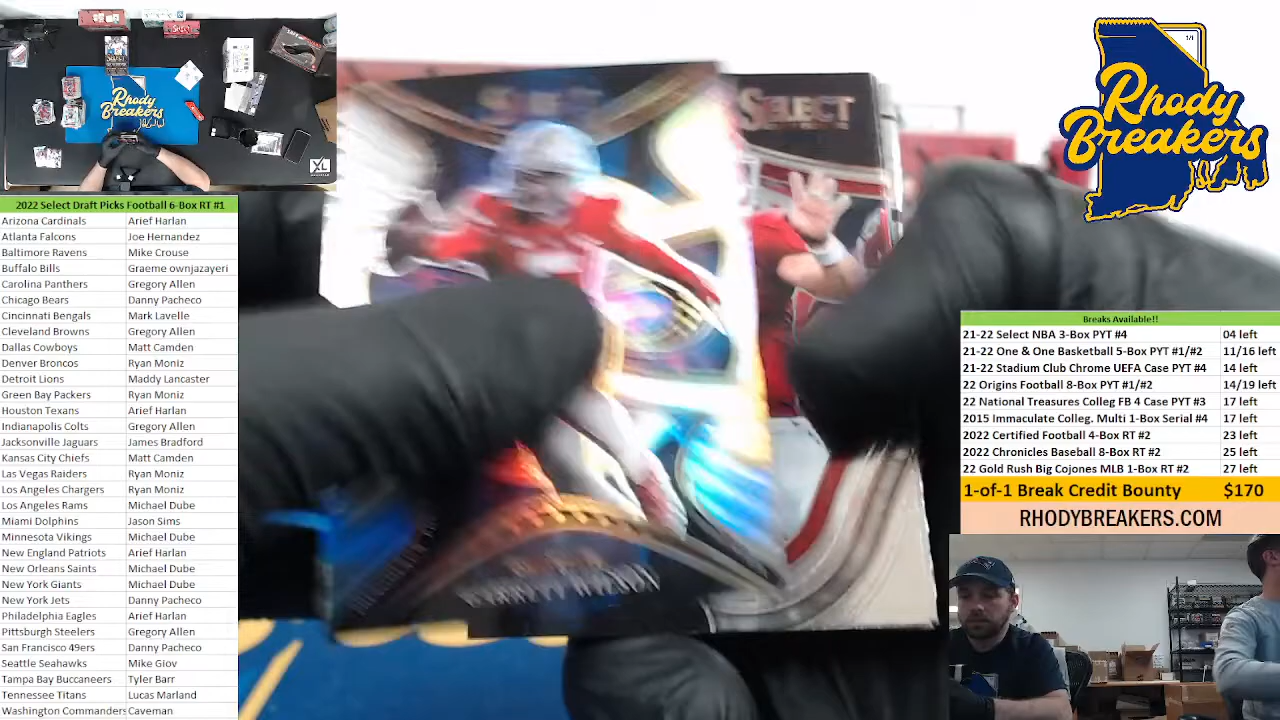 Rhody
Breakers
XL
2022 Select Draft Picks Football 6-Box RT #1
Arizona Cardinals Arief Harlan
Atlanta Falcons Joe Hernandez
Baltimore Ravens Mike Crouse
Buffalo Bills Graeme ownjazayeri
Carolina Panthers Gregory Allen
Chicago Bears Danny Pacheco
Cincinnati Bengals Mark Lavelle
Cleveland Browns Gregory Allen
Dallas Cowboys Matt Camden
Denver Broncos Ryan Moniz
Detroit Lions Maddy Lancaster
Green Bay Packers Ryan Moniz
Houston Texans Arief Harlan
Indianapolis Colts Gregory Allen
Jacksonville Jaguars James Bradford
Kansas City Chiefs Matt Camden
Las Vegas Raiders Ryan Moniz
Los Angeles Chargers Ryan Moniz
Los Angeles Rams Michael Dube
Miami Dolphins Jason Sims
Minnesota Vikings Michael Dube
New England Patriots Arief Harlan
New Orleans Saints Michael Dube
New York Giants Michael Dube
New York Jets Danny Pacheco
Philadelphia Eagles Arief Harlan
Pittsburgh Steelers Gregory Allen
San Francisco 49ers Danny Pacheco
Seattle Seahawks Mike Giov
Tampa Bay Buccaneers Tyler Barr
Tennessee Titans Lucas Marland
Washington Commanders Caveman
SELECT
WILSON
1/1
Rhody
Breakers
Breaks Available!!
21-22 Select NBA 3-Box PYT #4 04 left
21-22 One & One Basketball 5-Box PYT #1/#2 11/16 left
21-22 Stadium Club Chrome UEFA Case PYT #4 14 left
22 Origins Football 8-Box PYT #1/#2 14/19 left
22 National Treasures Colleg FB 4 Case PYT #3 17 left
2015 Immaculate Colleg. Multi 1-Box Serial #4 17 left
2022 Certified Football 4-Box RT #2 23 left
2022 Chronicles Baseball 8-Box RT #2 25 left
22 Gold Rush Big Cojones MLB 1-Box RT #2 27 left
1-of-1 Break Credit Bounty $170
RHODYBREAKERS.COM